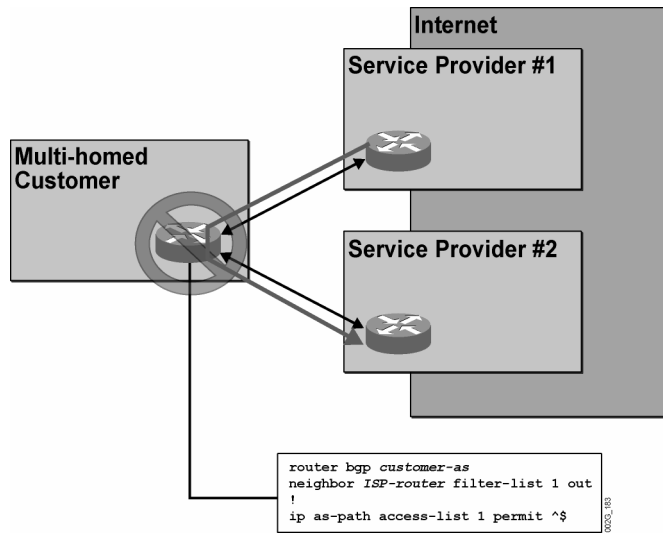 Internet
Service Provider #1
Multi-homed
Customer
Service Provider #2
router bgp customer-as
neighbor ISP-router filter-list 1 out
!
ip as-path access-list 1 permit ^$
002G_183